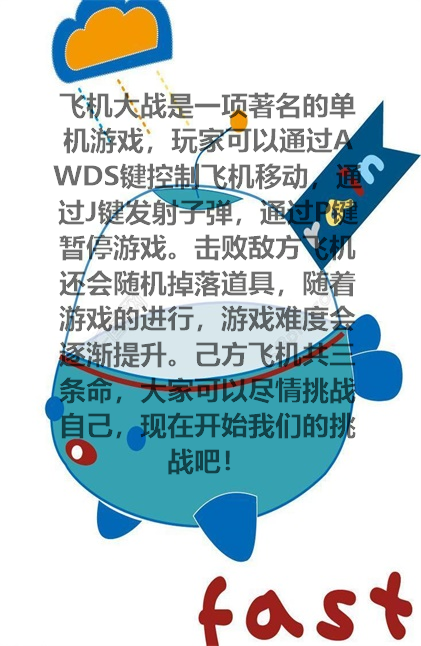 飞机大战是一项著名的单
机游戏，玩家可以通过A
WDS键控制飞机移动，通
过J键发射子弹，通过P键
暂停游戏。击败敌方飞机
还会随机掉落道具，随着
游戏的进行，游戏难度会
逐渐提升。己方飞机共三
条命，大家可以尽情挑战
自己，现在开始我们的挑
战吧！
fast